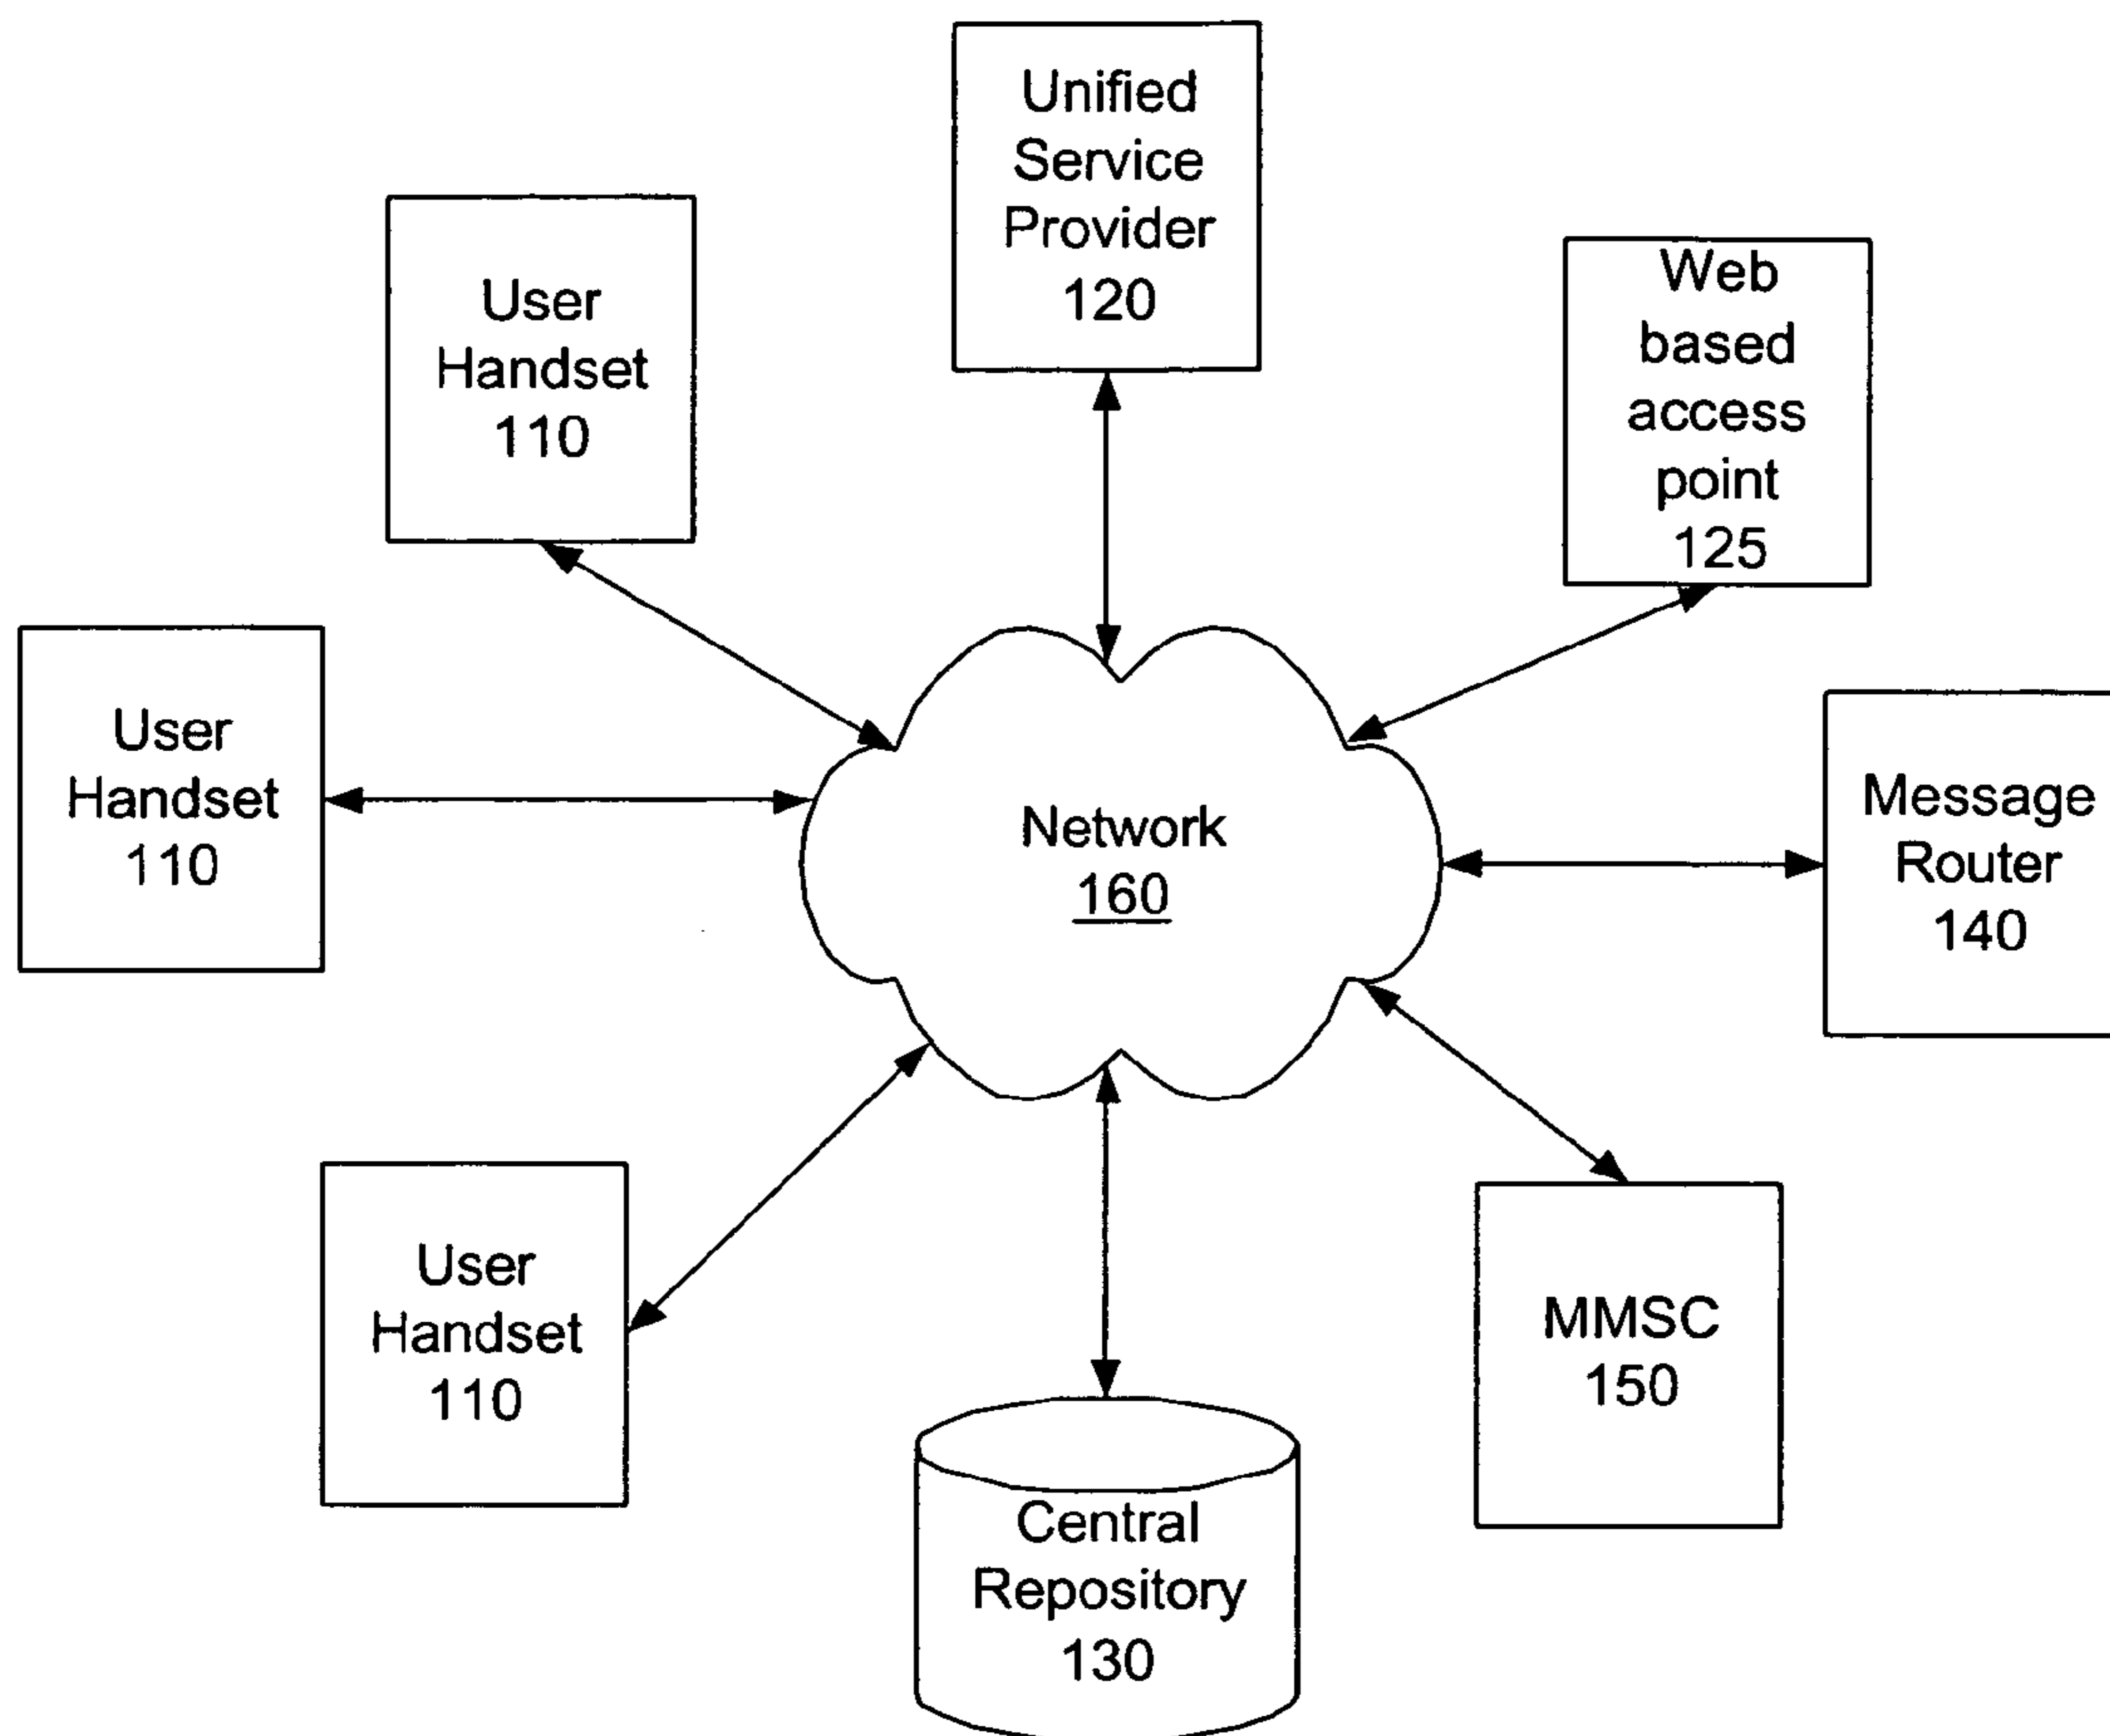 Unified
Service
Provider
120
User
Handset
110
Web
based
access
point
125
User
Handset
110
Network
160
Message
Router
140
User
Handset
110
MMSC
150
Central
Repository
130